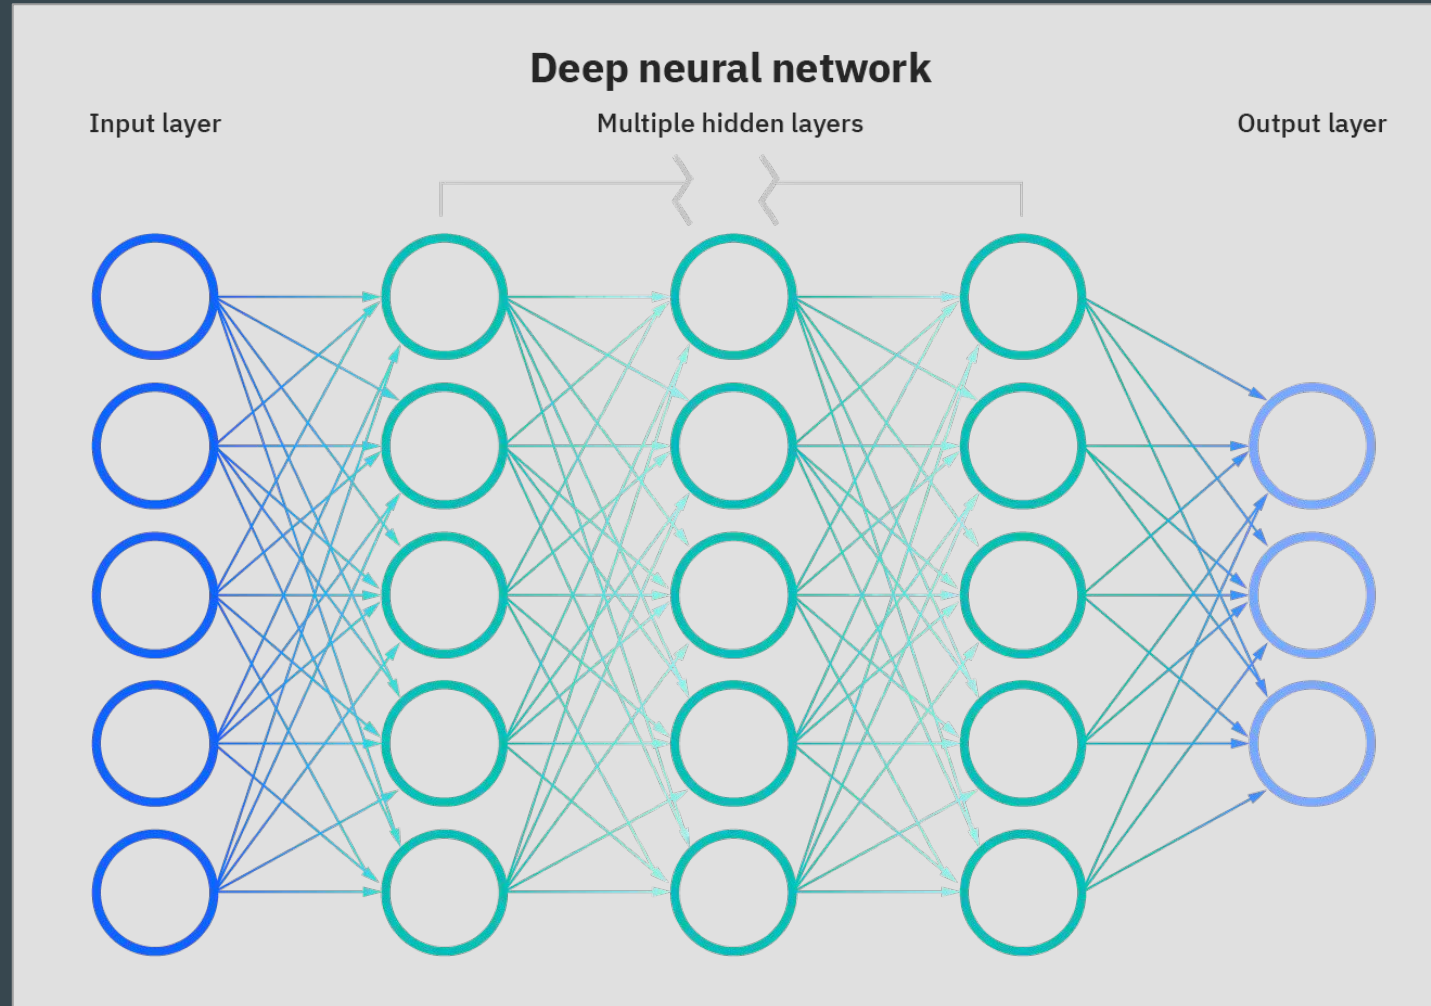 Deep neural network
Input layer
Multiple hidden layers
Output layer